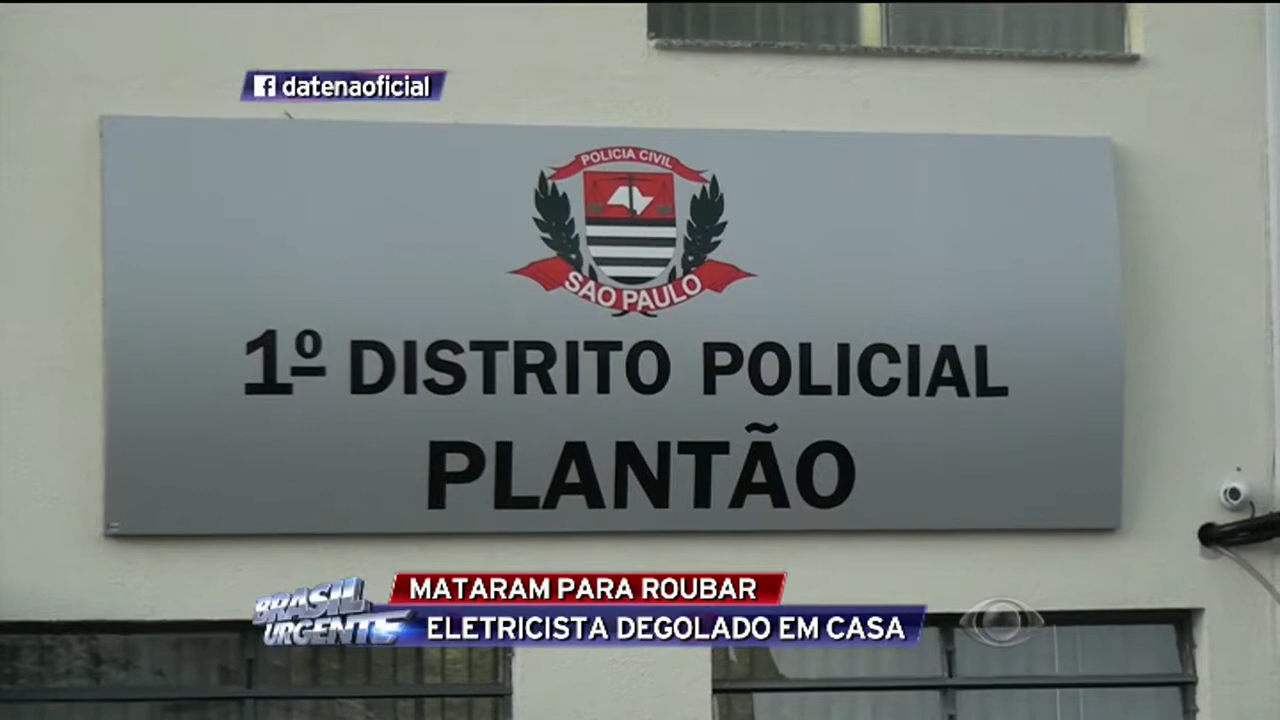 datenaoficial
POLICIA CIVIL
SÃO PAULO
1º DISTRITO POLICIAL
PLANTÃO
MATARAM PARA ROUBAR
BRASIL URGENTE
ELETRICISTA DEGOLADO EM CASA